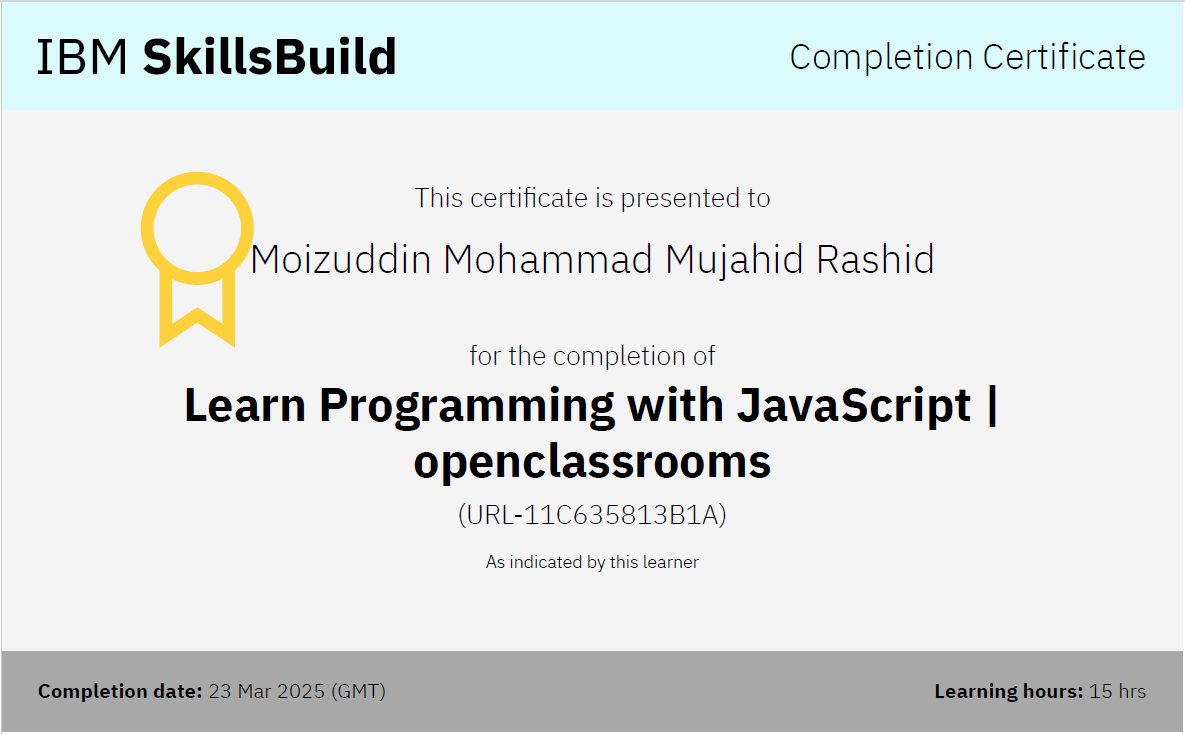 IBM SkillsBuild
Completion Certificate
This certificate is presented to
Moizuddin Mohammad Mujahid Rashid
for the completion of
Learn Programming with JavaScript |
openclassrooms
(URL-11C635813B1A)
As indicated by this learner
Completion date: 23 Mar 2025 (GMT)
Learning hours: 15 hrs